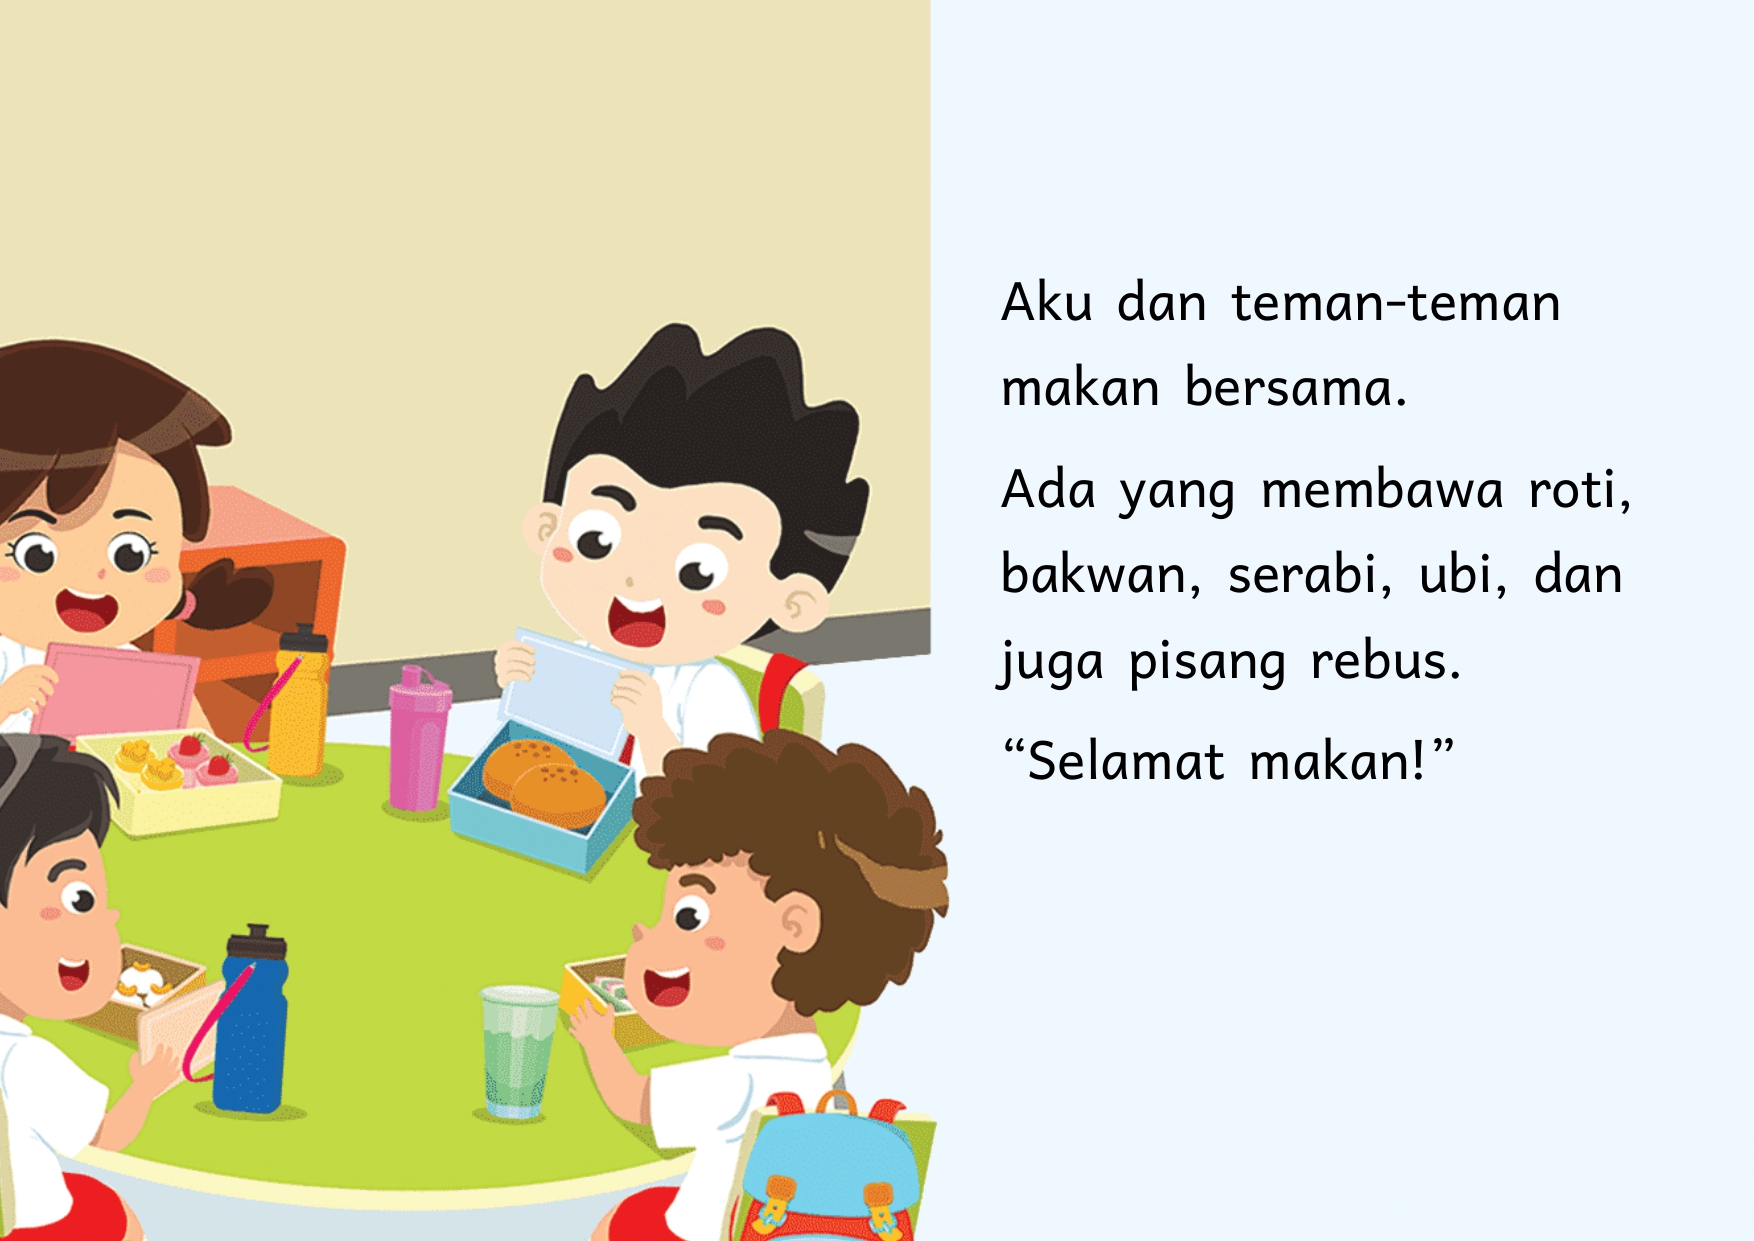 Aku dan teman-teman
makan bersama.
Ada yang membawa roti,
bakwan, serabi, ubi, dan
juga pisang rebus.
“Selamat makan!”